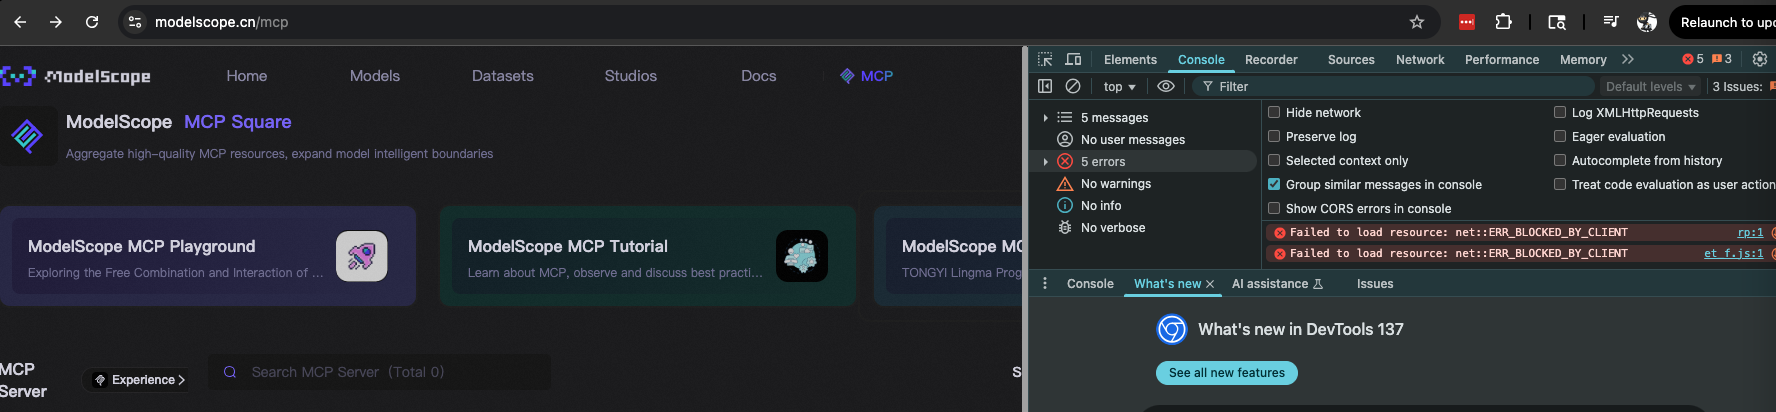 modelscope.cn/mcp
Relaunch to upd
ModelScope
Home
Models
Datasets
Studios
Docs
MCP
ModelScope MCP Square
Aggregate high-quality MCP resources, expand model intelligent boundaries
ModelScope MCP Playground
Exploring the Free Combination and Interaction of ...
ModelScope MCP Tutorial
Learn about MCP, observe and discuss best practi...
ModelScope MC
TONGYI Lingma Prog
MCP
Server
Experience
Search MCP Server (Total 0)
S
Elements
Console
Recorder
Sources
Network
Performance
Memory
5
3
top
Filter
Default levels
3 Issues:
5 messages
No user messages
5 errors
No warnings
No info
No verbose
Hide network
Log XMLHttpRequests
Preserve log
Eager evaluation
Selected context only
Autocomplete from history
Group similar messages in console
Treat code evaluation as user action
Show CORS errors in console
Failed to load resource: net::ERR_BLOCKED_BY_CLIENT rp:1
Failed to load resource: net::ERR_BLOCKED_BY_CLIENT et_f.js:1
Console
What's new
AI assistance
Issues
What's new in DevTools 137
See all new features